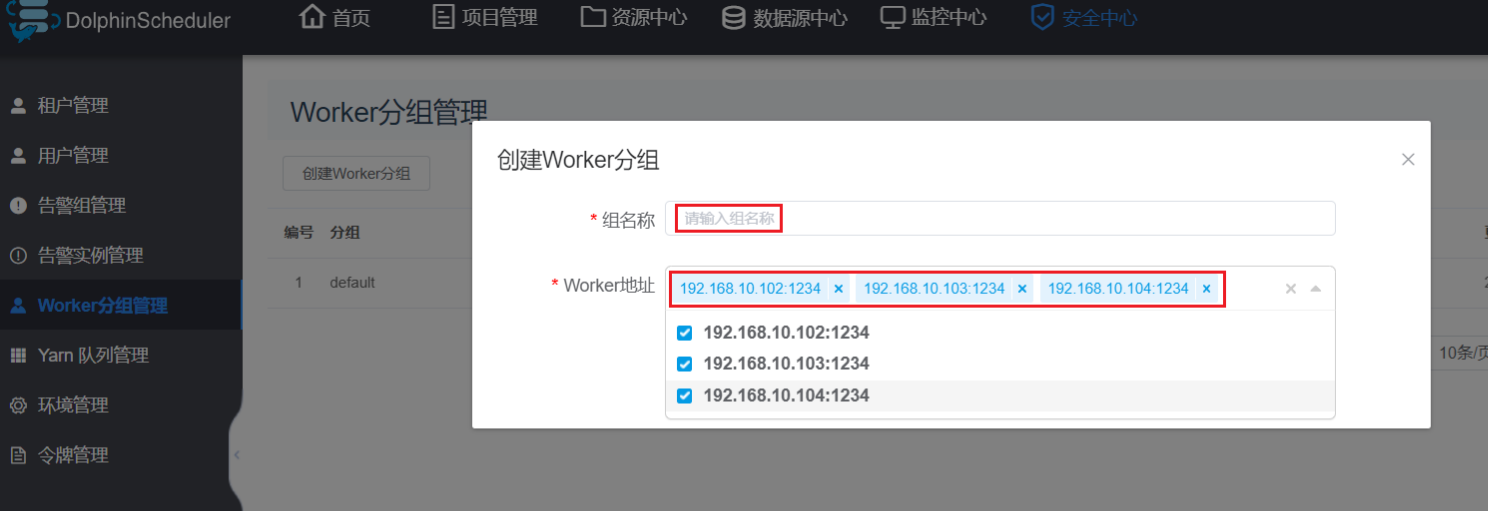 DolphinScheduler 首页 项目管理 资源中心 数据源中心 监控中心 安全中心
租户管理
用户管理
告警组管理
告警实例管理
Worker分组管理
Yarn 队列管理
环境管理
令牌管理
Worker分组管理
创建Worker分组
编号 分组
1 default
10条/页
创建Worker分组
* 组名称 请输入组名称
* Worker地址 192.168.10.102:1234 × 192.168.10.103:1234 × 192.168.10.104:1234 ×
192.168.10.102:1234
192.168.10.103:1234
192.168.10.104:1234